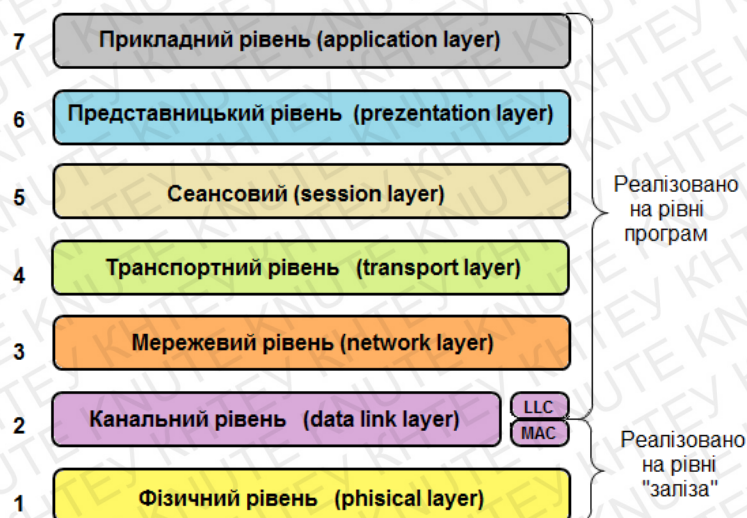 7 Прикладний рівень (application layer)
6 Представницький рівень (prezentation layer)
5 Сеансовий (session layer)
4 Транспортний рівень (transport layer)
3 Мережевий рівень (network layer)
2 Канальний рівень (data link layer)
LLC
MAC
1 Фізичний рівень (phisical layer)
Реалізовано
на рівні
програм
Реалізовано
на рівні
"заліза"
KNUTE КНТЕУ